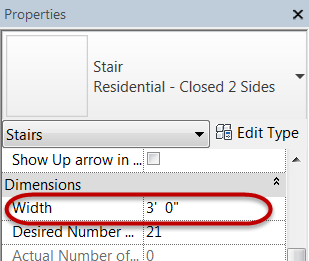 Properties
Stair
Residential - Closed 2 Sides
Stairs Edit Type
Show Up arrow in ...
Dimensions
Width 3' 0"
Desired Number ... 21
Actual Number of... 0